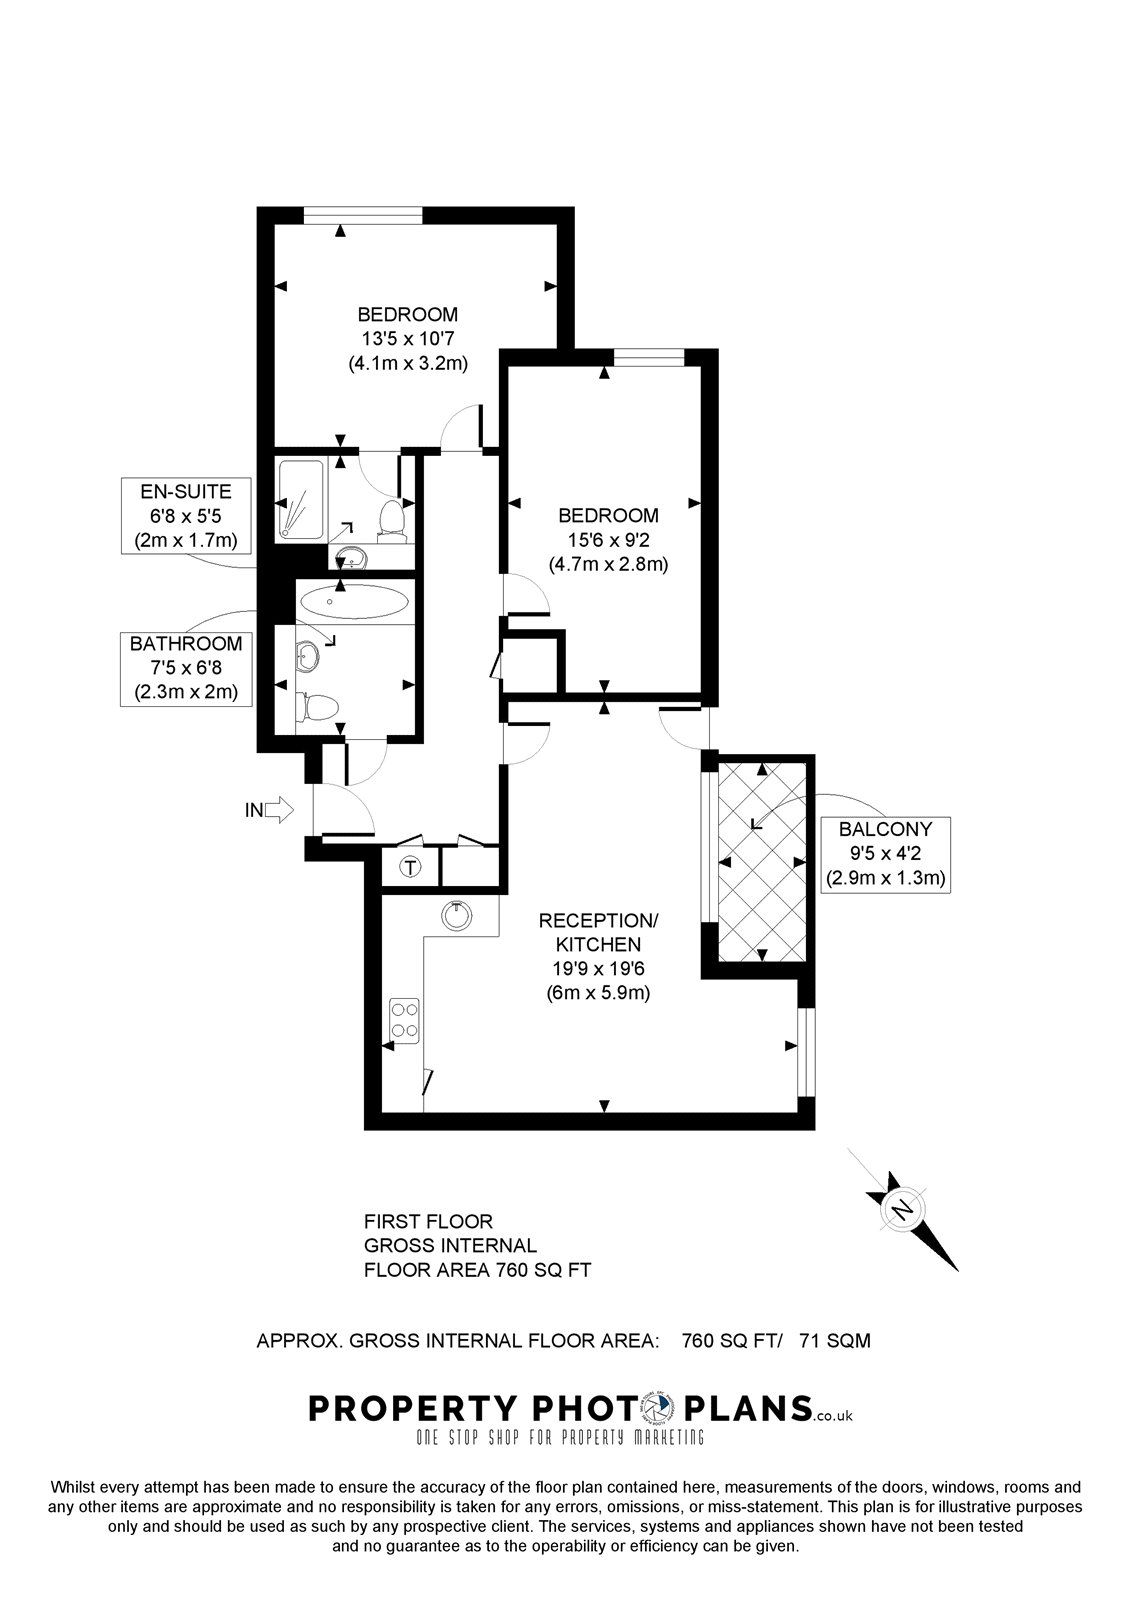 BEDROOM
13'5 x 10'7
(4.1m x 3.2m)
EN-SUITE
6'8 x 5'5
(2m x 1.7m)
BEDROOM
15'6 x 9'2
(4.7m x 2.8m)
BATHROOM
7'5 x 6'8
(2.3m x 2m)
IN
T
BALCONY
9'5 x 4'2
(2.9m x 1.3m)
RECEPTION/
KITCHEN
19'9 x 19'6
(6m x 5.9m)
N
FIRST FLOOR
GROSS INTERNAL
FLOOR AREA 760 SQ FT
APPROX. GROSS INTERNAL FLOOR AREA: 760 SQ FT/ 71 SQM
PROPERTY PHOTO PLANS.co.uk
ONE STOP SHOP FOR PROPERTY MARKETING
Whilst every attempt has been made to ensure the accuracy of the floor plan contained here, measurements of the doors, windows, rooms and
any other items are approximate and no responsibility is taken for any errors, omissions, or miss-statement. This plan is for illustrative purposes
only and should be used as such by any prospective client. The services, systems and appliances shown have not been tested
and no guarantee as to the operability or efficiency can be given.